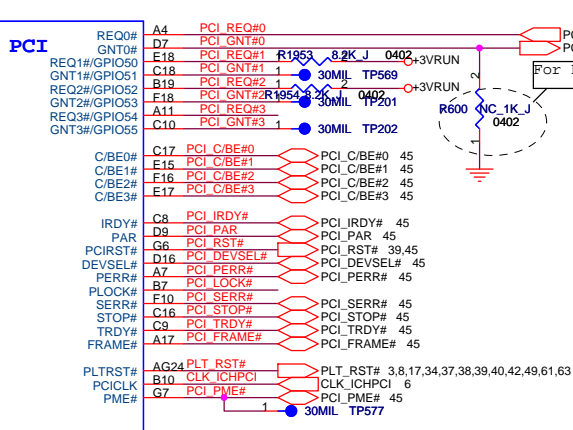 PCI
REQ0# A4 PCI_REQ#0
GNT0# D7 PCI_GNT#0
REQ1#/GPIO50 E18 PCI_REQ#1 1 R1953 8.2K_J 2 0402 +3VRUN
GNT1#/GPIO51 C18 PCI_GNT#1 1 30MIL TP569
REQ2#/GPIO52 B19 PCI_REQ#2 1 R1954 8.2K_J 2 0402 +3VRUN
GNT2#/GPIO53 F18 PCI_GNT#2 1 30MIL TP201
REQ3#/GPIO54 A11 PCI_REQ#3
GNT3#/GPIO55 C10 PCI_GNT#3 1 30MIL TP202
2
R600 NC_1K_J
0402
1
C/BE0# C17 PCI_C/BE#0 PCI_C/BE#0 45
C/BE1# E15 PCI_C/BE#1 PCI_C/BE#1 45
C/BE2# F16 PCI_C/BE#2 PCI_C/BE#2 45
C/BE3# E17 PCI_C/BE#3 PCI_C/BE#3 45
IRDY# C8 PCI_IRDY# PCI_IRDY# 45
PAR D9 PCI_PAR PCI_PAR 45
PCIRST# G6 PCI_RST# PCI_RST# 39,45
DEVSEL# D16 PCI_DEVSEL# PCI_DEVSEL# 45
PERR# A7 PCI_PERR# PCI_PERR# 45
PLOCK# B7 PCI_LOCK#
SERR# F10 PCI_SERR# PCI_SERR# 45
STOP# C16 PCI_STOP# PCI_STOP# 45
TRDY# C9 PCI_TRDY# PCI_TRDY# 45
FRAME# A17 PCI_FRAME# PCI_FRAME# 45
PLTRST# AG24 PLT_RST# PLT_RST# 3,8,17,34,37,38,39,40,42,49,61,63
PCICLK B10 CLK_ICHPCI CLK_ICHPCI 6
PME# G7 PCI_PME# PCI_PME# 45
1 30MIL TP577
For